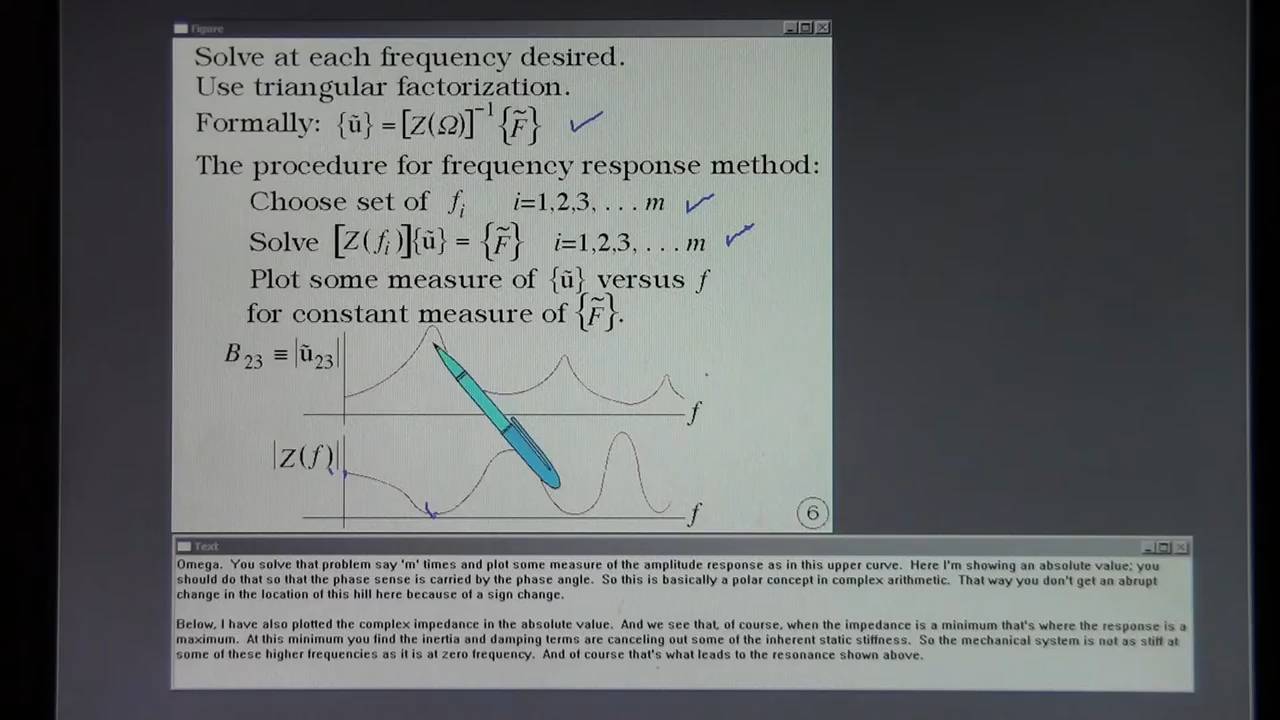 Figure
Solve at each frequency desired.
Use triangular factorization.
Formally: {ũ} = [Z(Ω)]⁻¹ {F̃}
The procedure for frequency response method:
Choose set of fᵢ i=1,2,3, . . . m
Solve [Z(fᵢ)]{ũ} = {F̃} i=1,2,3, . . . m
Plot some measure of {ũ} versus f
for constant measure of {F̃}.
B₂₃ ≡ |ũ₂₃|
f
|Z(f)|
f
6
Text
Omega. You solve that problem say 'm' times and plot some measure of the amplitude response as in this upper curve. Here I'm showing an absolute value; you
should do that so that the phase sense is carried by the phase angle. So this is basically a polar concept in complex arithmetic. That way you don't get an abrupt
change in the location of this hill here because of a sign change.
Below, I have also plotted the complex impedance in the absolute value. And we see that, of course, when the impedance is a minimum that's where the response is a
maximum. At this minimum you find the inertia and damping terms are canceling out some of the inherent static stiffness. So the mechanical system is not as stiff at
some of these higher frequencies as it is at zero frequency. And of course that's what leads to the resonance shown above.